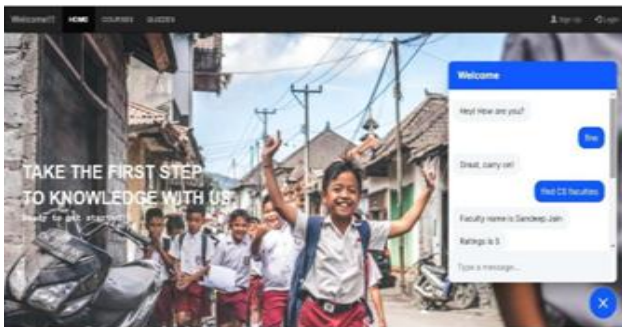 Welcome!!! HOME COURSES QUIZZES Sign Up Login
TAKE THE FIRST STEP
TO KNOWLEDGE WITH US
Ready to get started?
Welcome
Hey! How are you?
fine
Great, carry on!
find CS faculties
Faculty name is Sandeep Jain
Ratings is 5
Type a message...